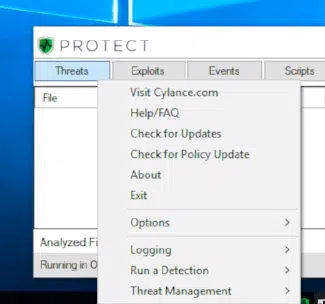 PROTECT
Threats Exploits Events Scripts
File
Visit Cylance.com
Help/FAQ
Check for Updates
Check for Policy Update
About
Exit
Options
Logging
Run a Detection
Threat Management
Analyzed Fi
Running in O